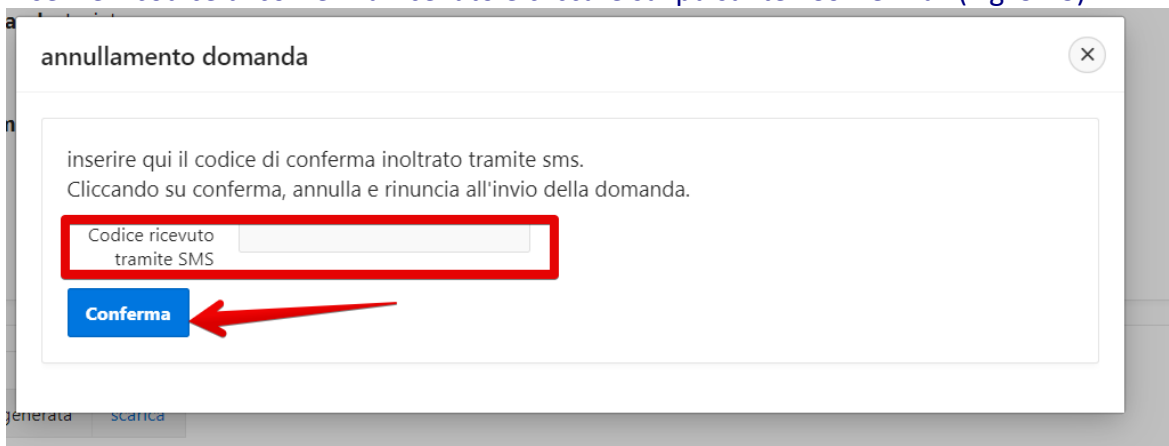 annullamento domanda
inserire qui il codice di conferma inoltrato tramite sms.
Cliccando su conferma, annulla e rinuncia all'invio della domanda.
Codice ricevuto
tramite SMS
Conferma
generata scarica